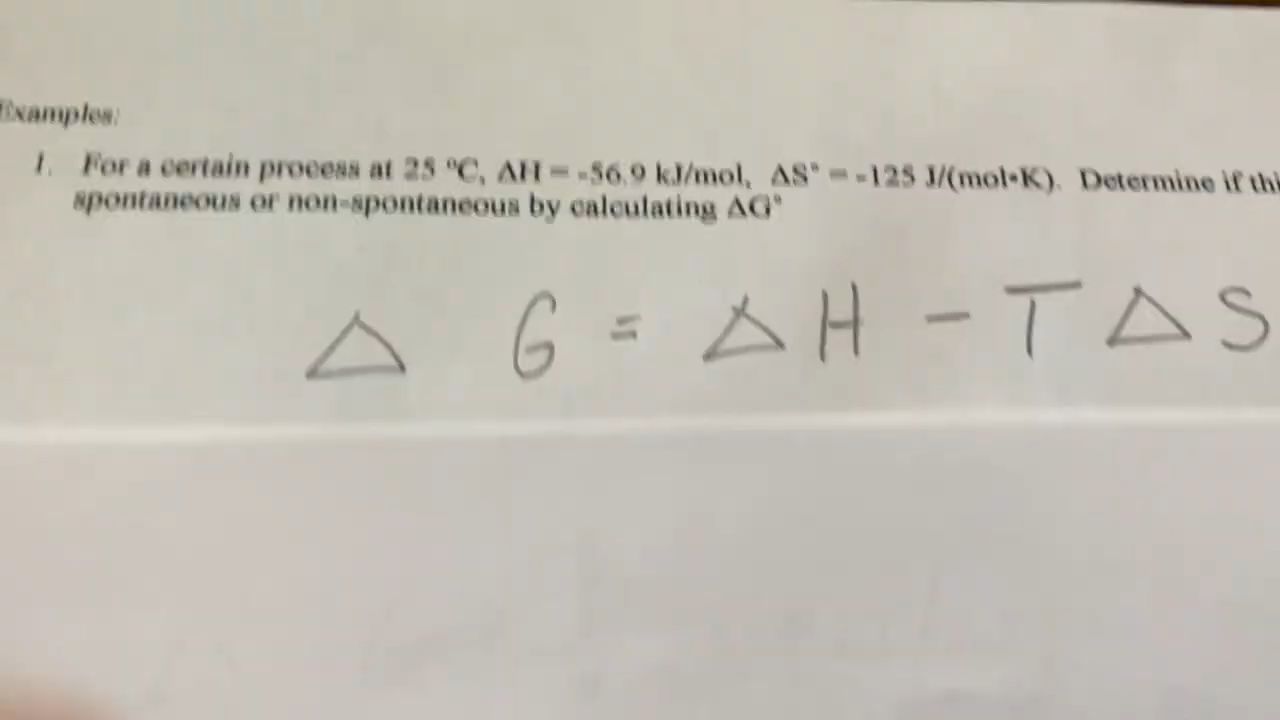 Examples:
1. For a certain process at 25 °C, ΔH = -56.9 kJ/mol, ΔS° = -125 J/(mol•K). Determine if thi
spontaneous or non-spontaneous by calculating ΔG°
Δ G = ΔH - TΔS